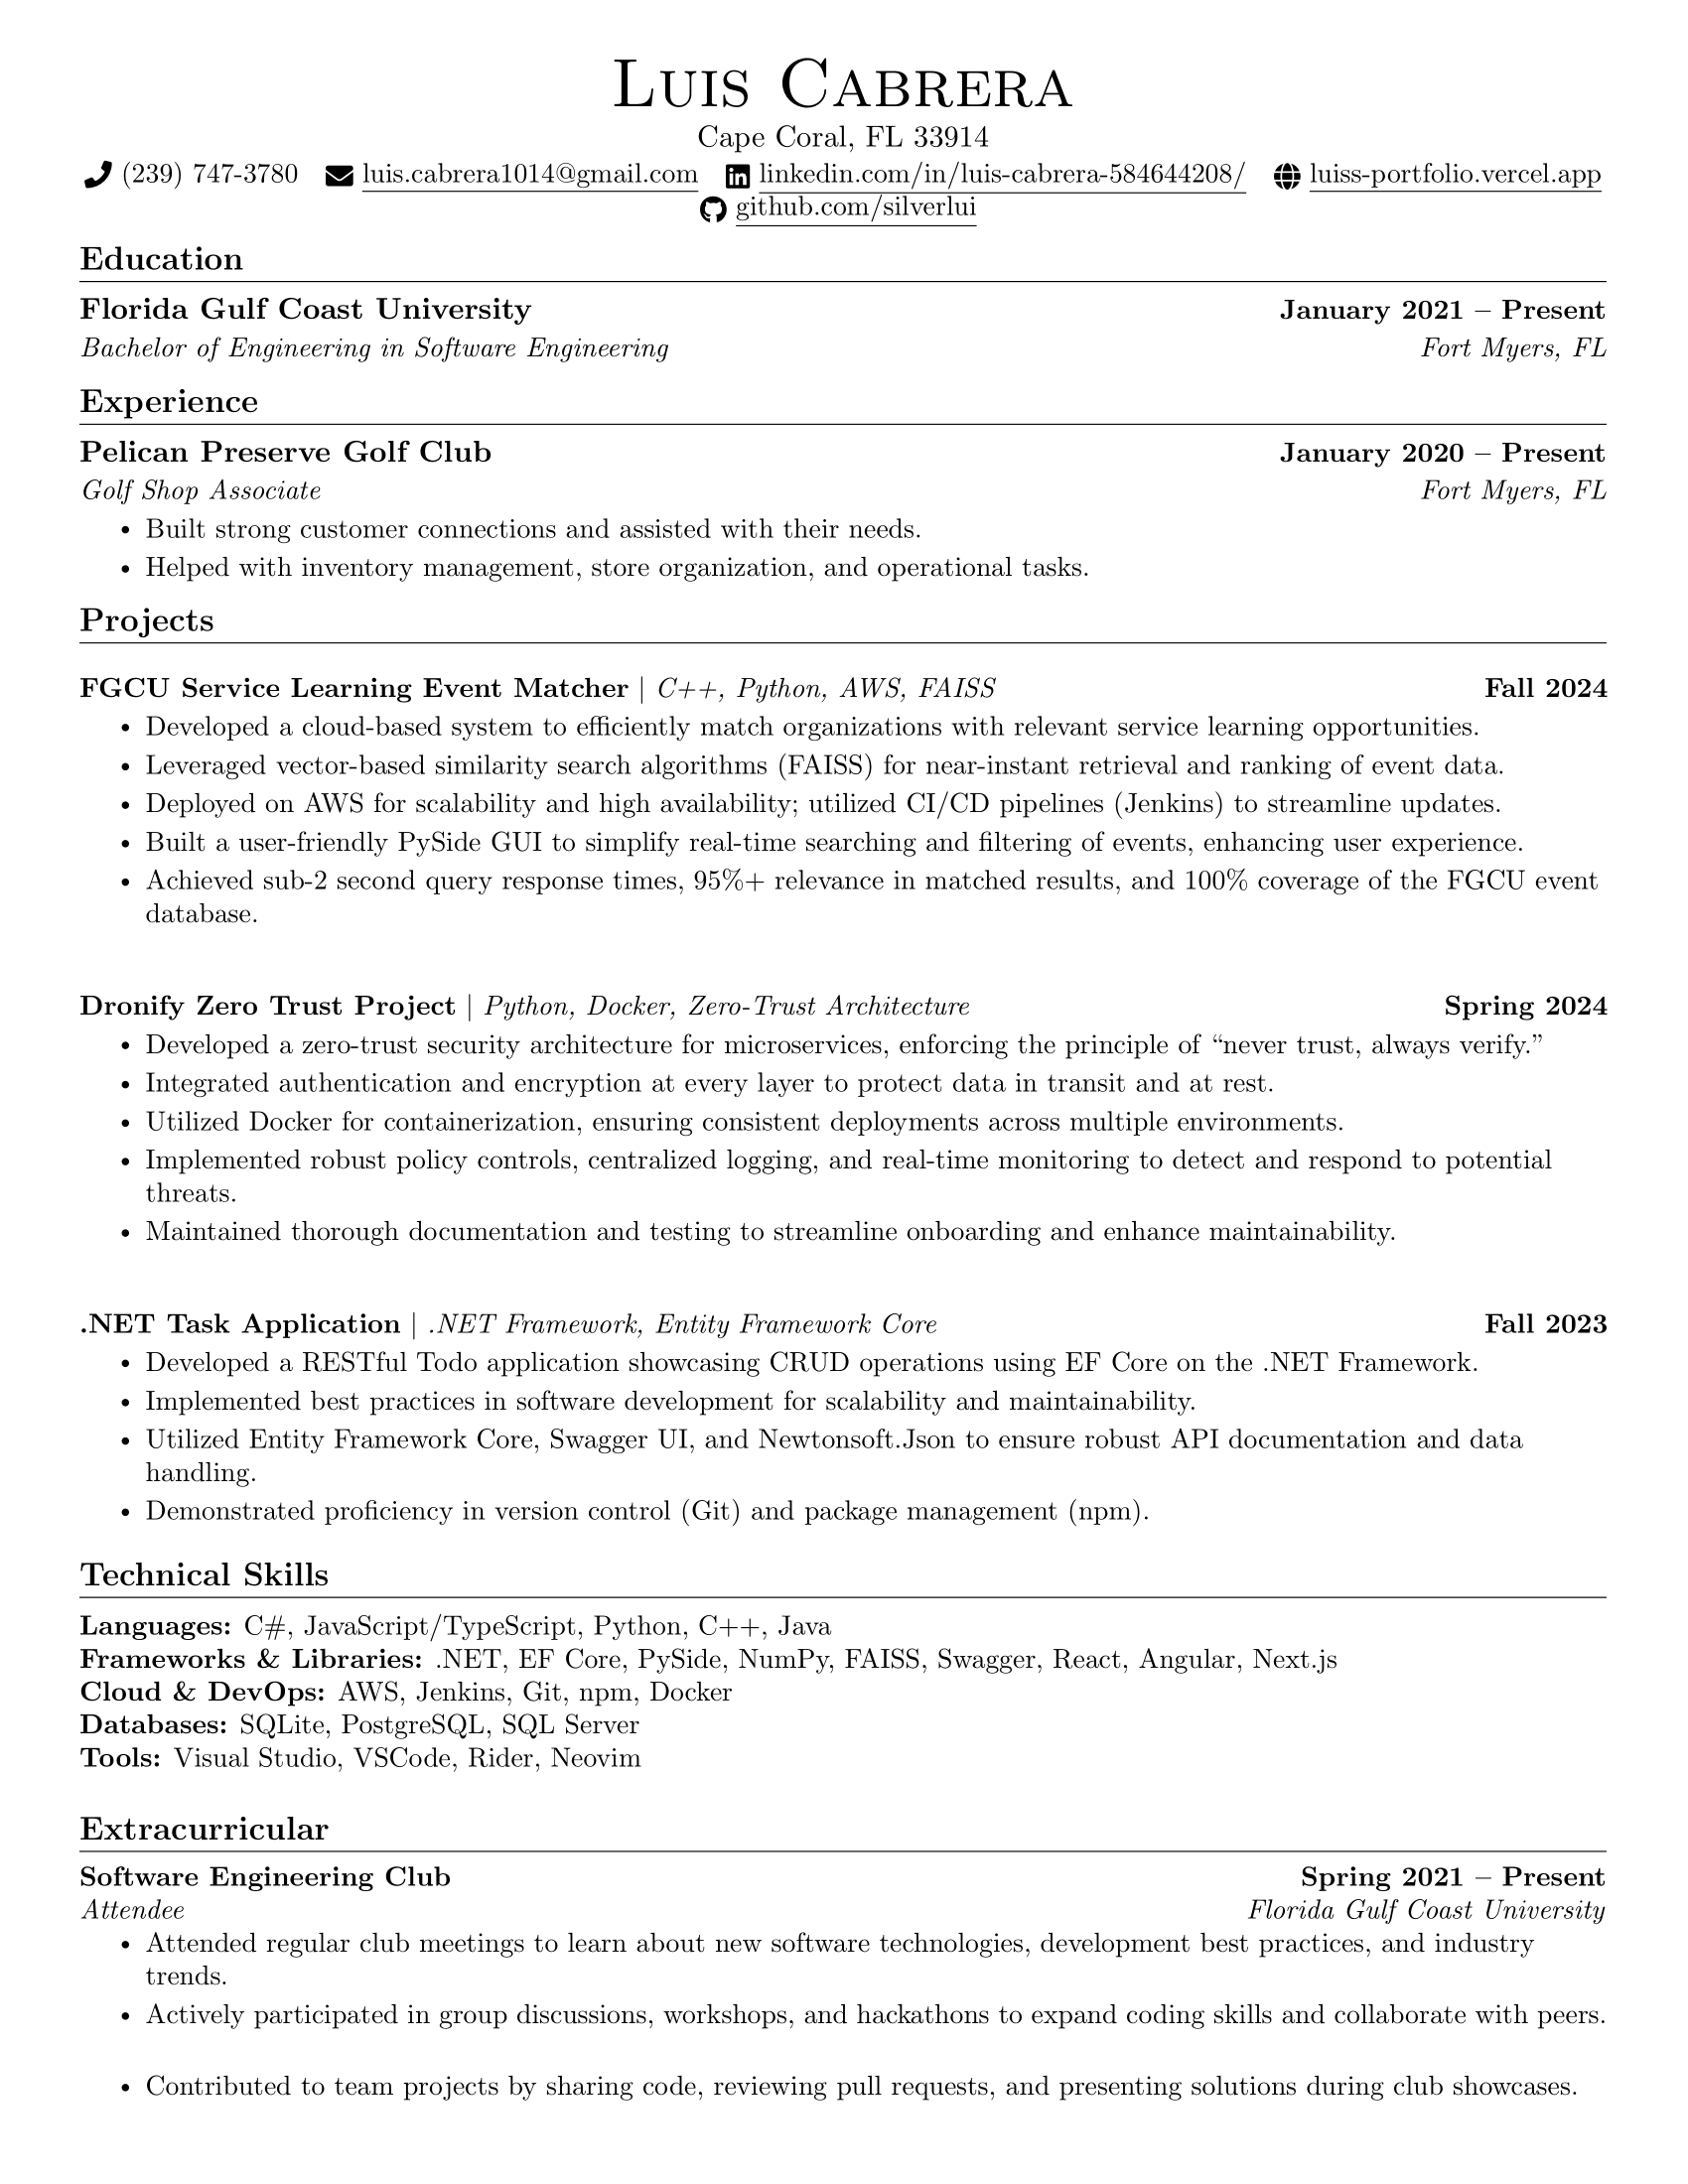 Luis Cabrera
Cape Coral, FL 33914
(239) 747-3780 luis.cabrera1014@gmail.com linkedin.com/in/luis-cabrera-584644208/ luiss-portfolio.vercel.app
github.com/silverlui
Education
Florida Gulf Coast University January 2021 – Present
Bachelor of Engineering in Software Engineering Fort Myers, FL
Experience
Pelican Preserve Golf Club January 2020 – Present
Golf Shop Associate Fort Myers, FL
• Built strong customer connections and assisted with their needs.
• Helped with inventory management, store organization, and operational tasks.
Projects
FGCU Service Learning Event Matcher | C++, Python, AWS, FAISS Fall 2024
• Developed a cloud-based system to efficiently match organizations with relevant service learning opportunities.
• Leveraged vector-based similarity search algorithms (FAISS) for near-instant retrieval and ranking of event data.
• Deployed on AWS for scalability and high availability; utilized CI/CD pipelines (Jenkins) to streamline updates.
• Built a user-friendly PySide GUI to simplify real-time searching and filtering of events, enhancing user experience.
• Achieved sub-2 second query response times, 95%+ relevance in matched results, and 100% coverage of the FGCU event
database.
Dronify Zero Trust Project | Python, Docker, Zero-Trust Architecture Spring 2024
• Developed a zero-trust security architecture for microservices, enforcing the principle of “never trust, always verify.”
• Integrated authentication and encryption at every layer to protect data in transit and at rest.
• Utilized Docker for containerization, ensuring consistent deployments across multiple environments.
• Implemented robust policy controls, centralized logging, and real-time monitoring to detect and respond to potential
threats.
• Maintained thorough documentation and testing to streamline onboarding and enhance maintainability.
.NET Task Application | .NET Framework, Entity Framework Core Fall 2023
• Developed a RESTful Todo application showcasing CRUD operations using EF Core on the .NET Framework.
• Implemented best practices in software development for scalability and maintainability.
• Utilized Entity Framework Core, Swagger UI, and Newtonsoft.Json to ensure robust API documentation and data
handling.
• Demonstrated proficiency in version control (Git) and package management (npm).
Technical Skills
Languages: C#, JavaScript/TypeScript, Python, C++, Java
Frameworks & Libraries: .NET, EF Core, PySide, NumPy, FAISS, Swagger, React, Angular, Next.js
Cloud & DevOps: AWS, Jenkins, Git, npm, Docker
Databases: SQLite, PostgreSQL, SQL Server
Tools: Visual Studio, VSCode, Rider, Neovim
Extracurricular
Software Engineering Club Spring 2021 – Present
Attendee Florida Gulf Coast University
• Attended regular club meetings to learn about new software technologies, development best practices, and industry
trends.
• Actively participated in group discussions, workshops, and hackathons to expand coding skills and collaborate with peers.
• Contributed to team projects by sharing code, reviewing pull requests, and presenting solutions during club showcases.